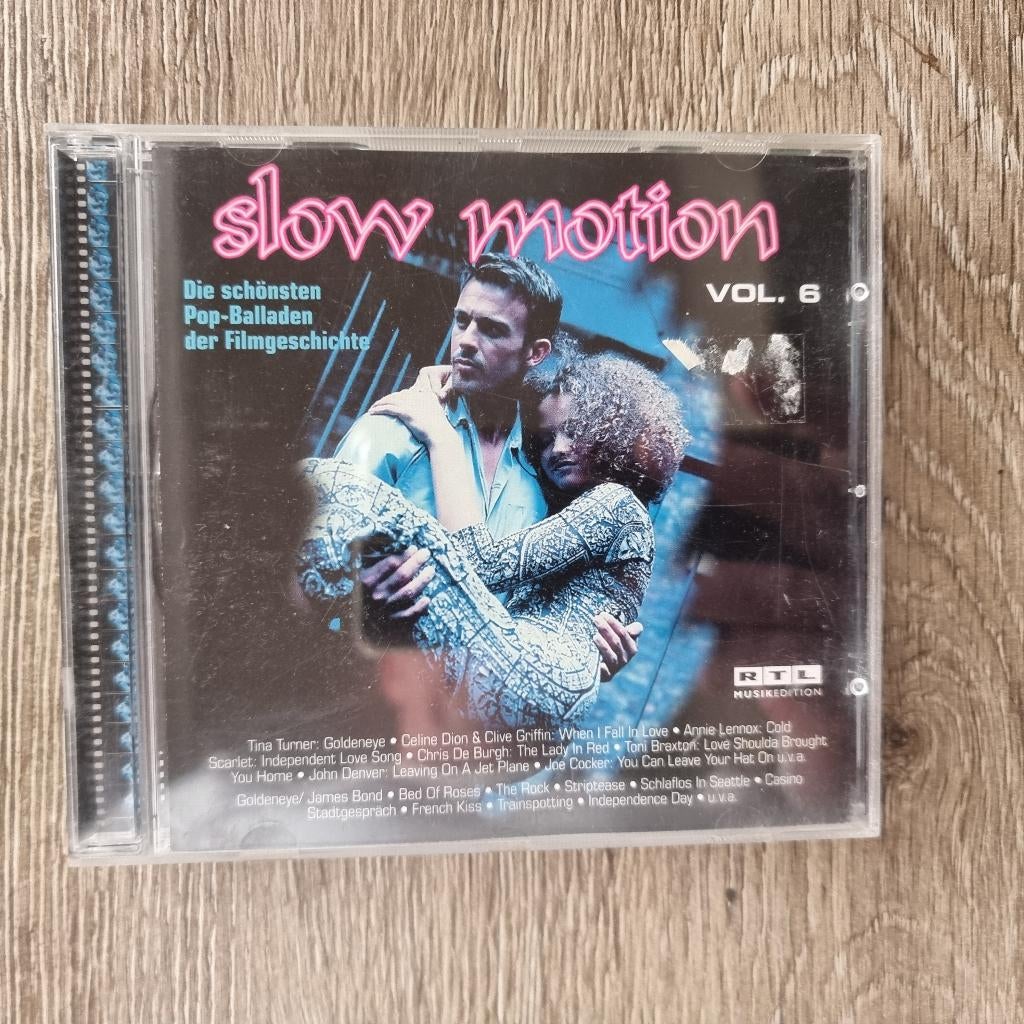 slow motion
Die schönsten
Pop-Balladen
der Filmgeschichte
VOL. 6
RTL
MUSIKEDITION
Tina Turner: Goldeneye • Celine Dion & Clive Griffin: When I Fall In Love • Annie Lennox: Cold
Scarlet: Independent Love Song • Chris De Burgh: The Lady In Red • Toni Braxton: Love Shoulda Brought
You Home • John Denver: Leaving On A Jet Plane • Joe Cocker: You Can Leave Your Hat On u.v.a.
Goldeneye/ James Bond • Bed Of Roses • The Rock • Striptease • Schlaflos In Seattle • Casino
Stadtgespräch • French Kiss • Trainspotting • Independence Day • u.v.a.